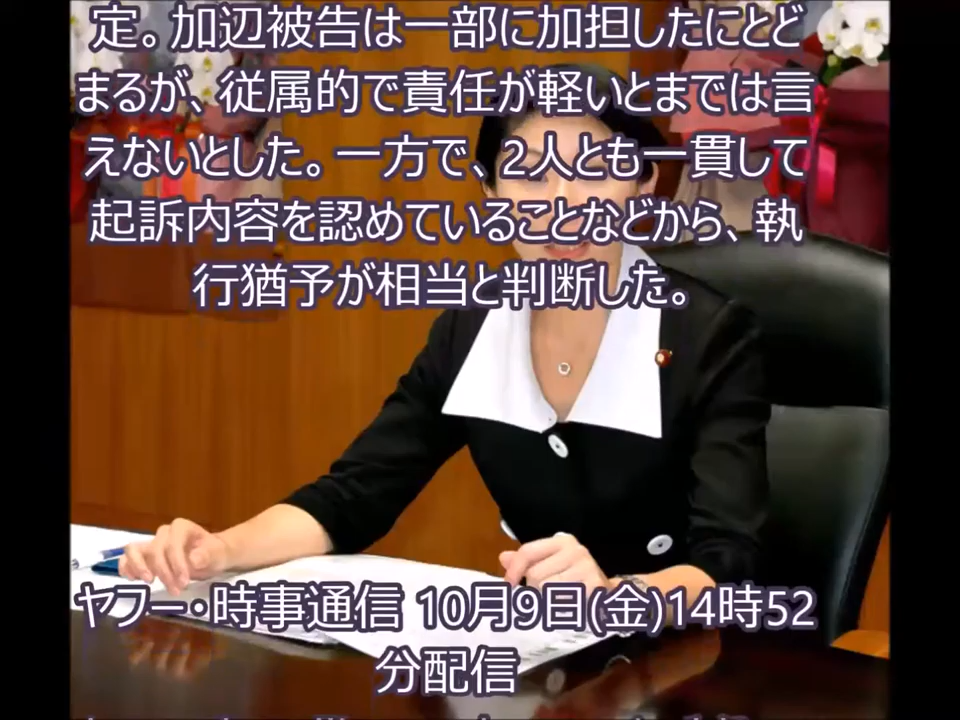 定。加辺被告は一部に加担したにとど
まるが、従属的で責任が軽いとまでは言
えないとした。一方で、2人とも一貫して
起訴内容を認めていることなどから、執
行猶予が相当と判断した。
ヤフー・時事通信 10月9日(金)14時52
分配信